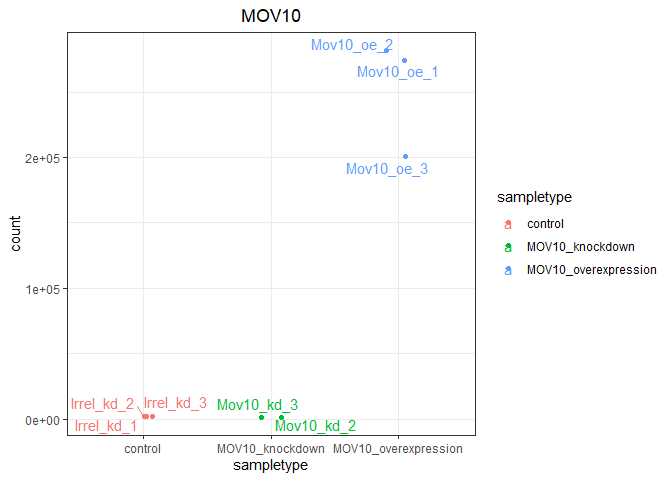 MOV10
Mov10_oe_2
Mov10_oe_1
2e+05
Mov10_oe_3
sampletype
control
count
MOV10_knockdown
a
MOV10_overexpression
a
a
1e+05
Irrel_kd_2
Irrel_kd_3
Mov10_kd_3
0e+00
Irrel_kd_1
Mov10_kd_2
control
MOV10_knockdown
MOV10_overexpression
sampletype